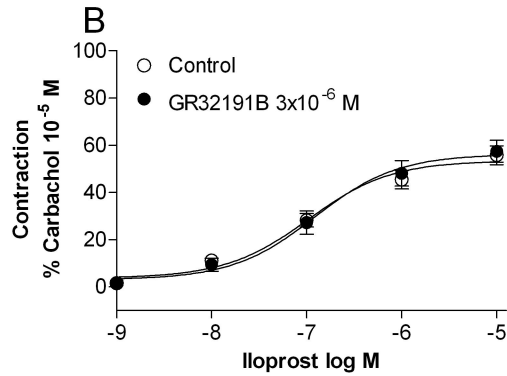 B
100
80
60
40
20
0
Contraction
% Carbachol 10⁻⁵ M
Control
GR32191B 3x10⁻⁶ M
-9 -8 -7 -6 -5
Iloprost log M